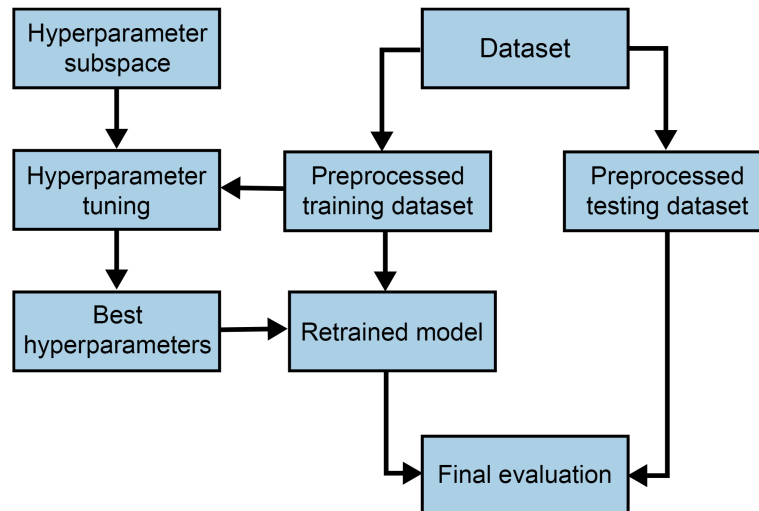 Hyperparameter
subspace
Dataset
Hyperparameter
tuning
Preprocessed
training dataset
Preprocessed
testing dataset
Best
hyperparameters
Retrained model
Final evaluation